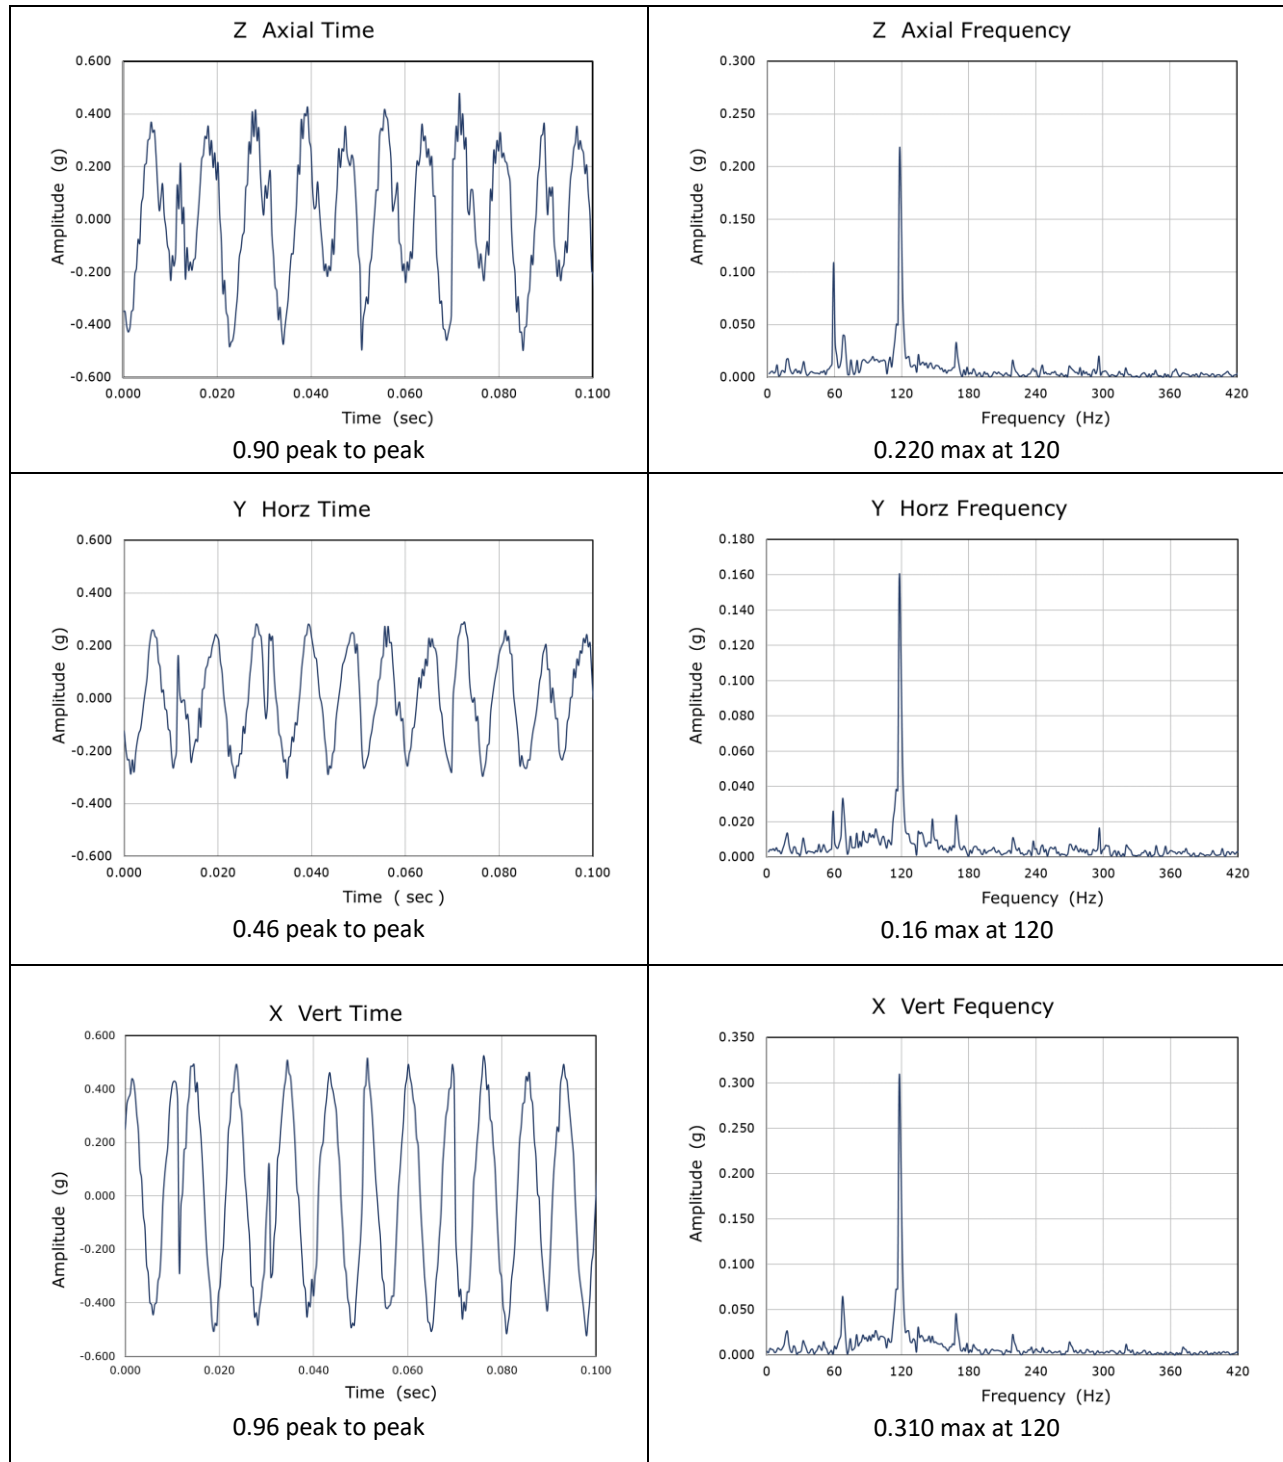 Z Axial Time
0.600
0.400
0.200
0.000
-0.200
-0.400
-0.600
Amplitude (g)
0.000 0.020 0.040 0.060 0.080 0.100
Time (sec)
0.90 peak to peak
Z Axial Frequency
0.300
0.250
0.200
0.150
0.100
0.050
0.000
Amplitude (g)
0 60 120 180 240 300 360 420
Frequency (Hz)
0.220 max at 120
Y Horz Time
0.600
0.400
0.200
0.000
-0.200
-0.400
-0.600
Amplitude (g)
0.000 0.020 0.040 0.060 0.080 0.100
Time ( sec )
0.46 peak to peak
Y Horz Frequency
0.180
0.160
0.140
0.120
0.100
0.080
0.060
0.040
0.020
0.000
Amplitude (g)
0 60 120 180 240 300 360 420
Fequency (Hz)
0.16 max at 120
X Vert Time
0.600
0.400
0.200
0.000
-0.200
-0.400
-0.600
Amplitude (g)
0.000 0.020 0.040 0.060 0.080 0.100
Time (sec)
0.96 peak to peak
X Vert Fequency
0.350
0.300
0.250
0.200
0.150
0.100
0.050
0.000
Amplitude (g)
0 60 120 180 240 300 360 420
Frequency (Hz)
0.310 max at 120